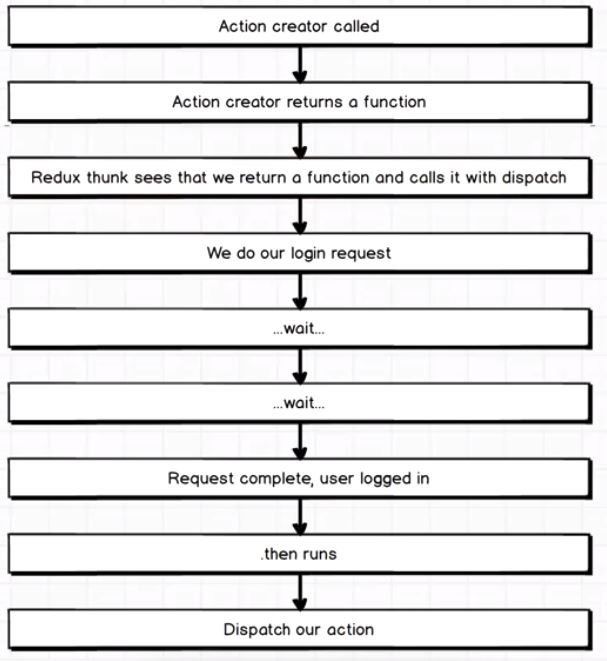 Action creator called
Action creator returns a function
Redux thunk sees that we return a function and calls it with dispatch
We do our login request
...wait...
...wait...
Request complete, user logged in
.then runs
Dispatch our action